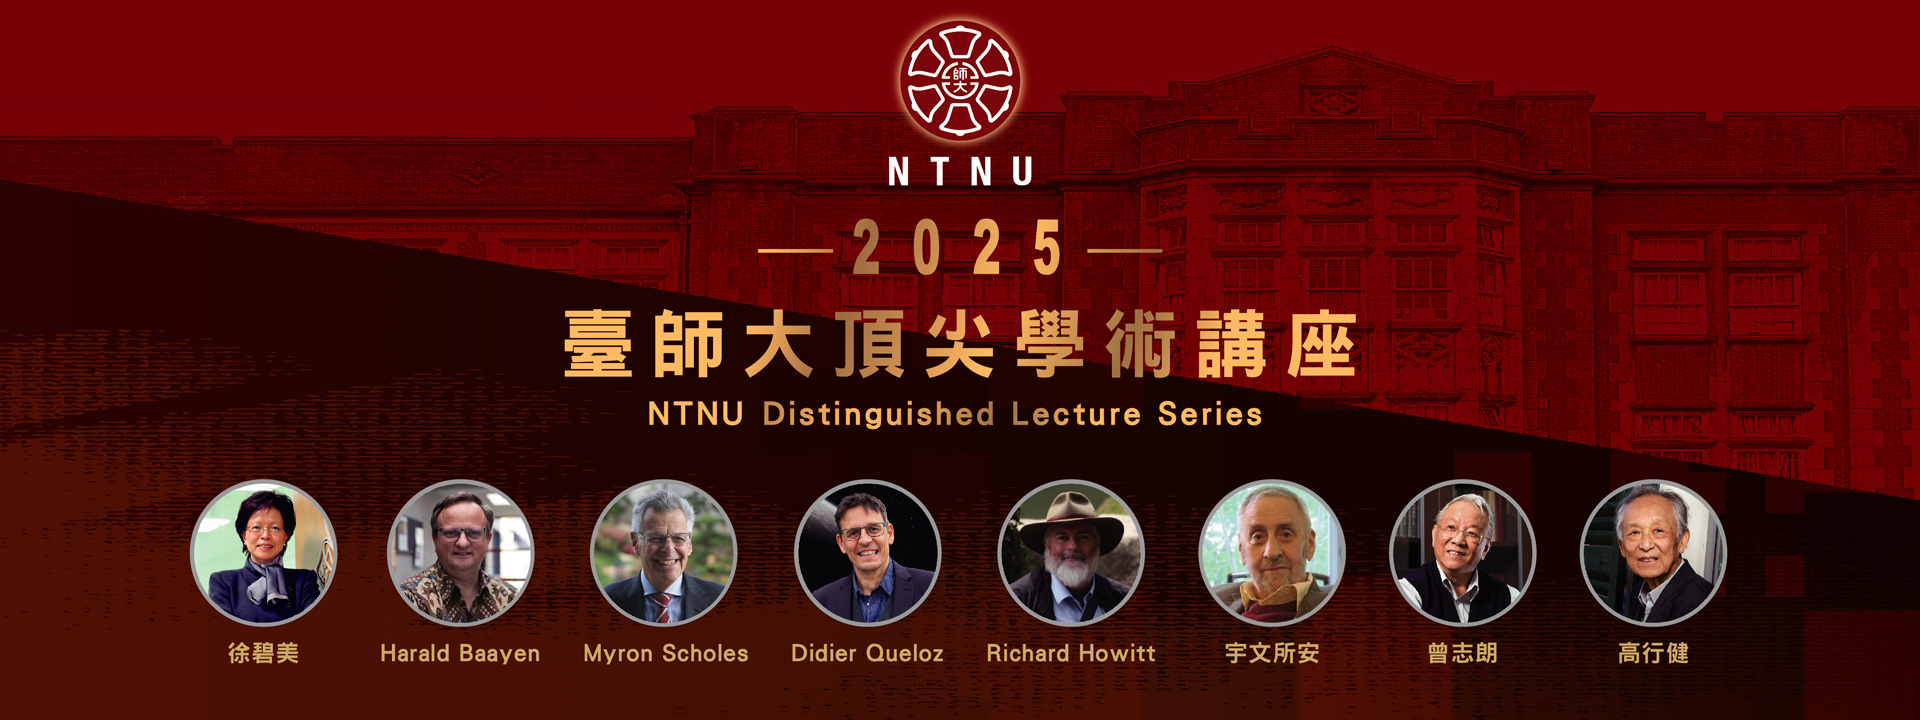 師大
NTNU
2025
臺師大頂尖學術講座
NTNU Distinguished Lecture Series
徐碧美
Harald Baayen
Myron Scholes
Didier Queloz
Richard Howitt
宇文所安
曾志朗
高行健